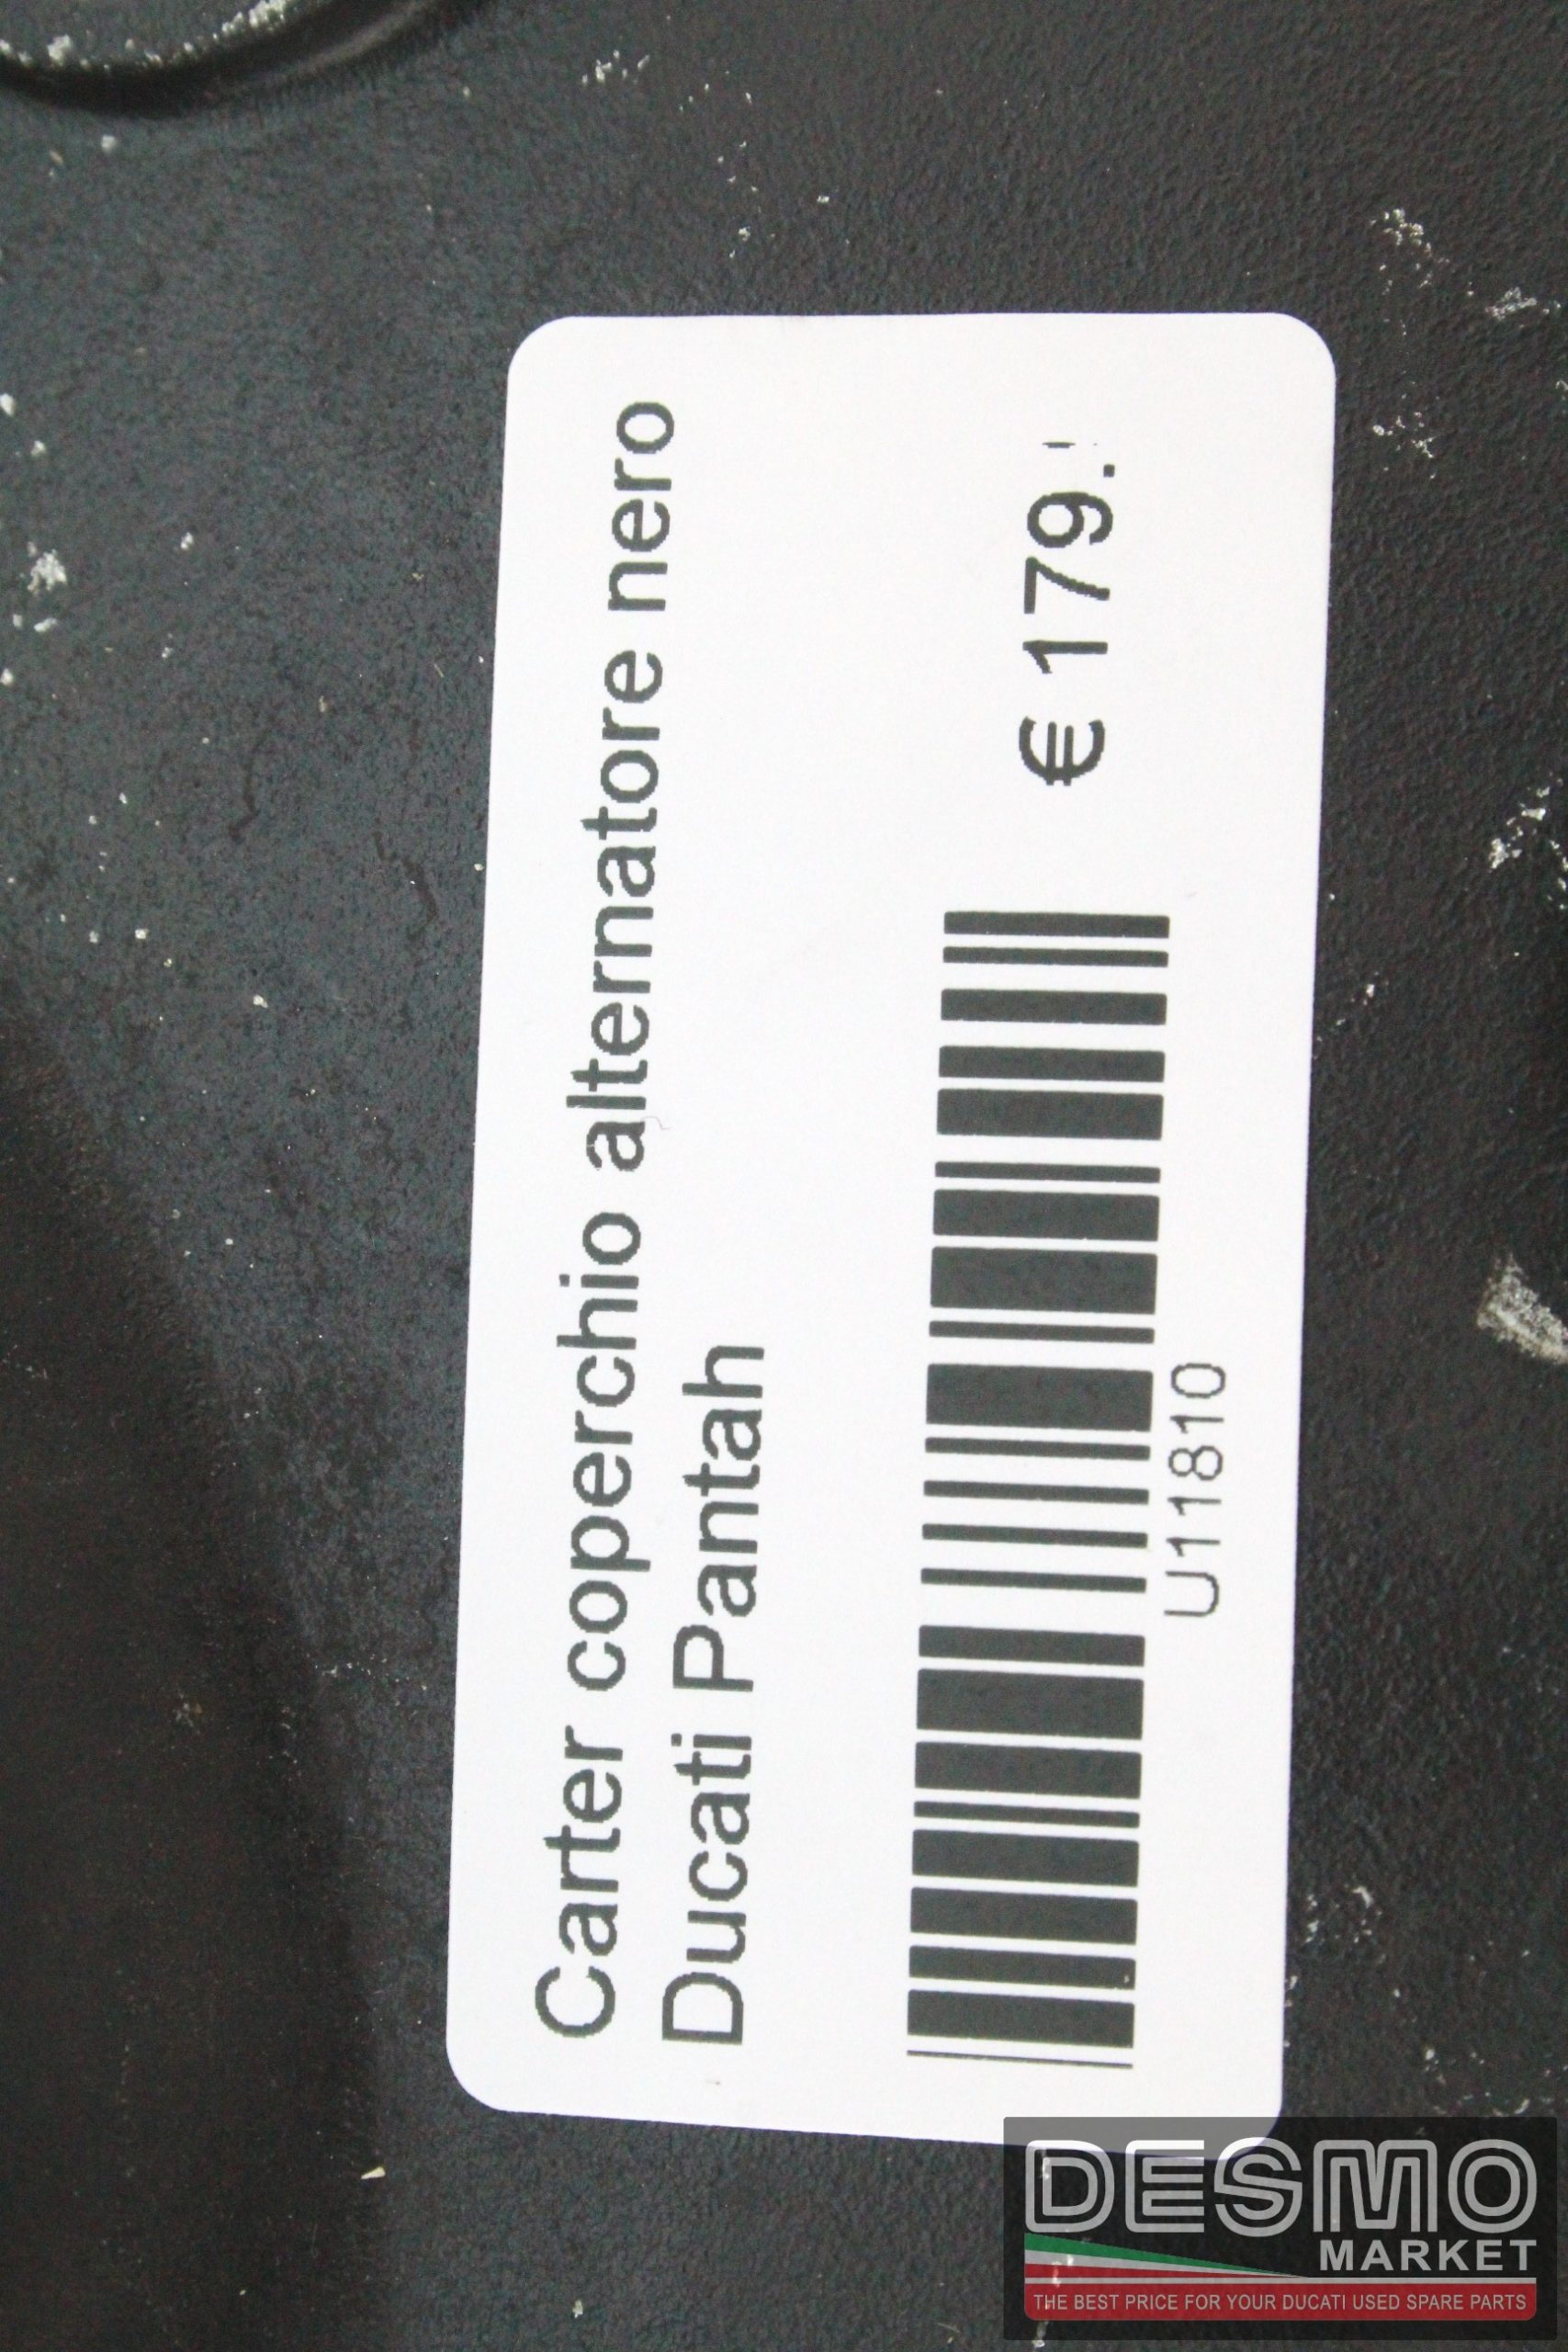 Carter coperchio alternatore nero
Ducati Pantah
€ 179.
U11810
DESMO
MARKET
THE BEST PRICE FOR YOUR DUCATI USED SPARE PARTS